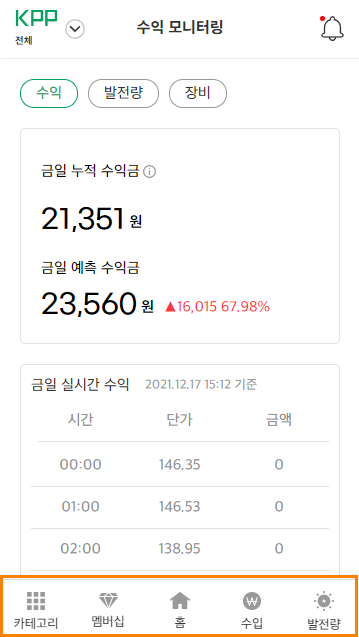 KPP
전체
수익 모니터링
수익 발전량 장비
금일 누적 수익금
21,351 원
금일 예측 수익금
23,560 원 ▲16,015 67.98%
금일 실시간 수익 2021.12.17 15:12 기준
시간 단가 금액
00:00 146.35 0
01:00 146.53 0
02:00 138.95 0
카테고리 멤버십 홈 수입 발전량